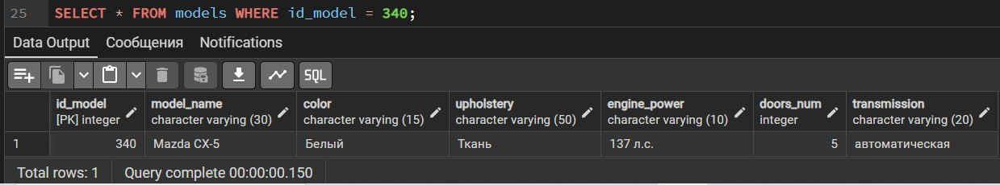 25 SELECT * FROM models WHERE id_model = 340;
Data Output Сообщения Notifications
SQL
id_model model_name color upholstery engine_power doors_num transmission
[PK] integer character varying (30) character varying (15) character varying (50) character varying (10) integer character varying (20)
1 340 Mazda CX-5 Белый Ткань 137 л.с. 5 автоматическая
Total rows: 1 Query complete 00:00:00.150